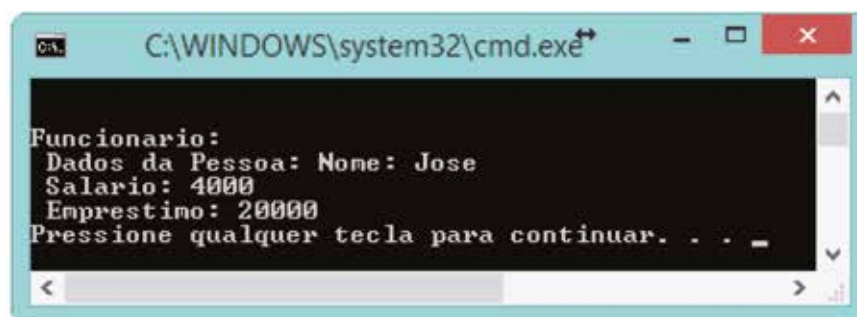 C:\WINDOWS\system32\cmd.exe
Funcionario:
Dados da Pessoa: Nome: Jose
Salario: 4000
Emprestimo: 20000
Pressione qualquer tecla para continuar. . . _